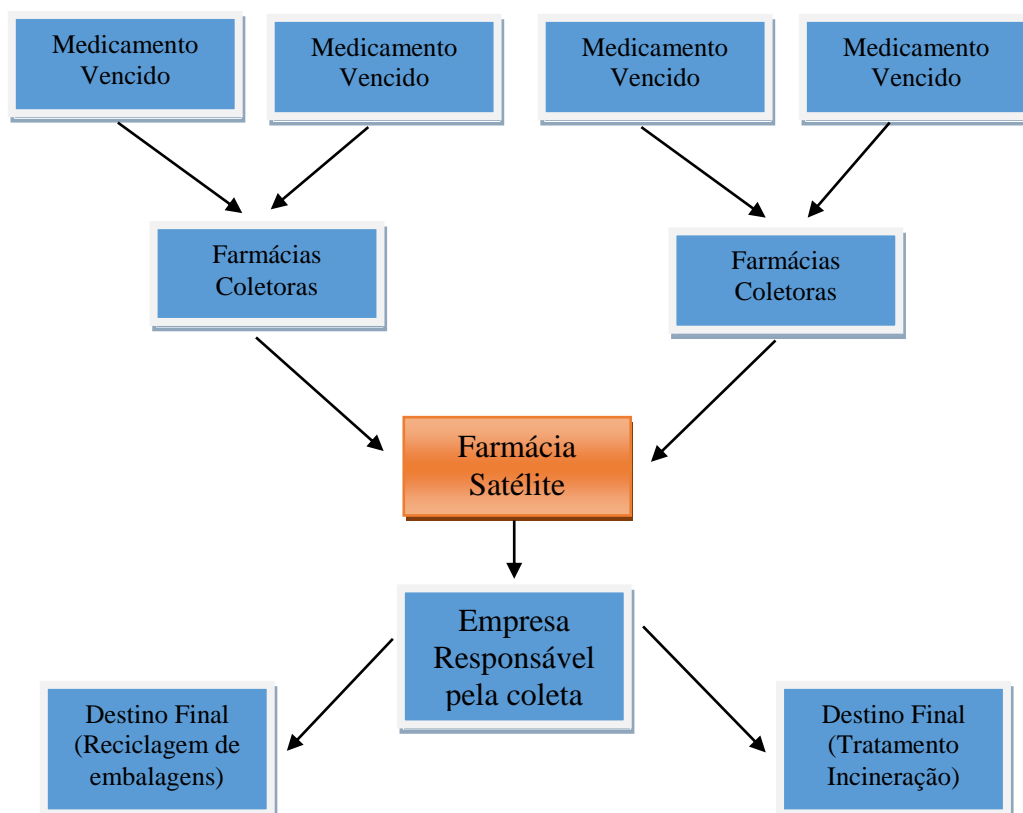 Medicamento
Vencido
Medicamento
Vencido
Medicamento
Vencido
Medicamento
Vencido
Farmácias
Coletoras
Farmácias
Coletoras
Farmácia
Satélite
Empresa
Responsável
pela coleta
Destino Final
(Reciclagem de
embalagens)
Destino Final
(Tratamento
Incineração)